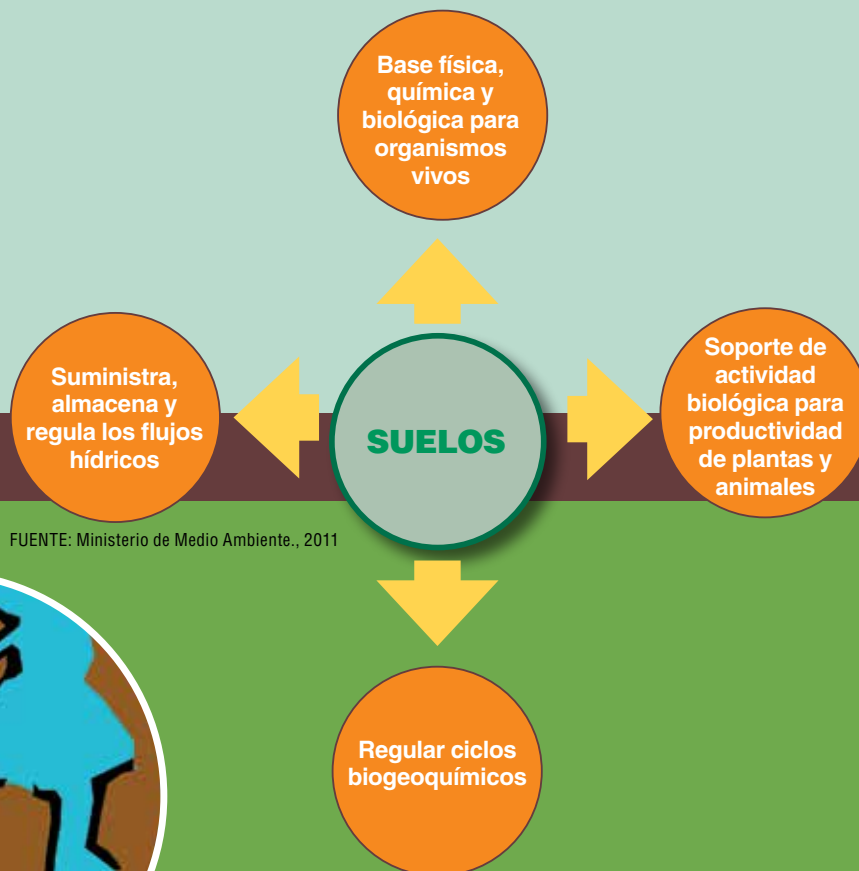 Base física,
química y
biológica para
organismos
vivos
Suministra,
almacena y
regula los flujos
hídricos
SUELOS
Soporte de
actividad
biológica para
productividad
de plantas y
animales
FUENTE: Ministerio de Medio Ambiente., 2011
Regular ciclos
biogeoquímicos